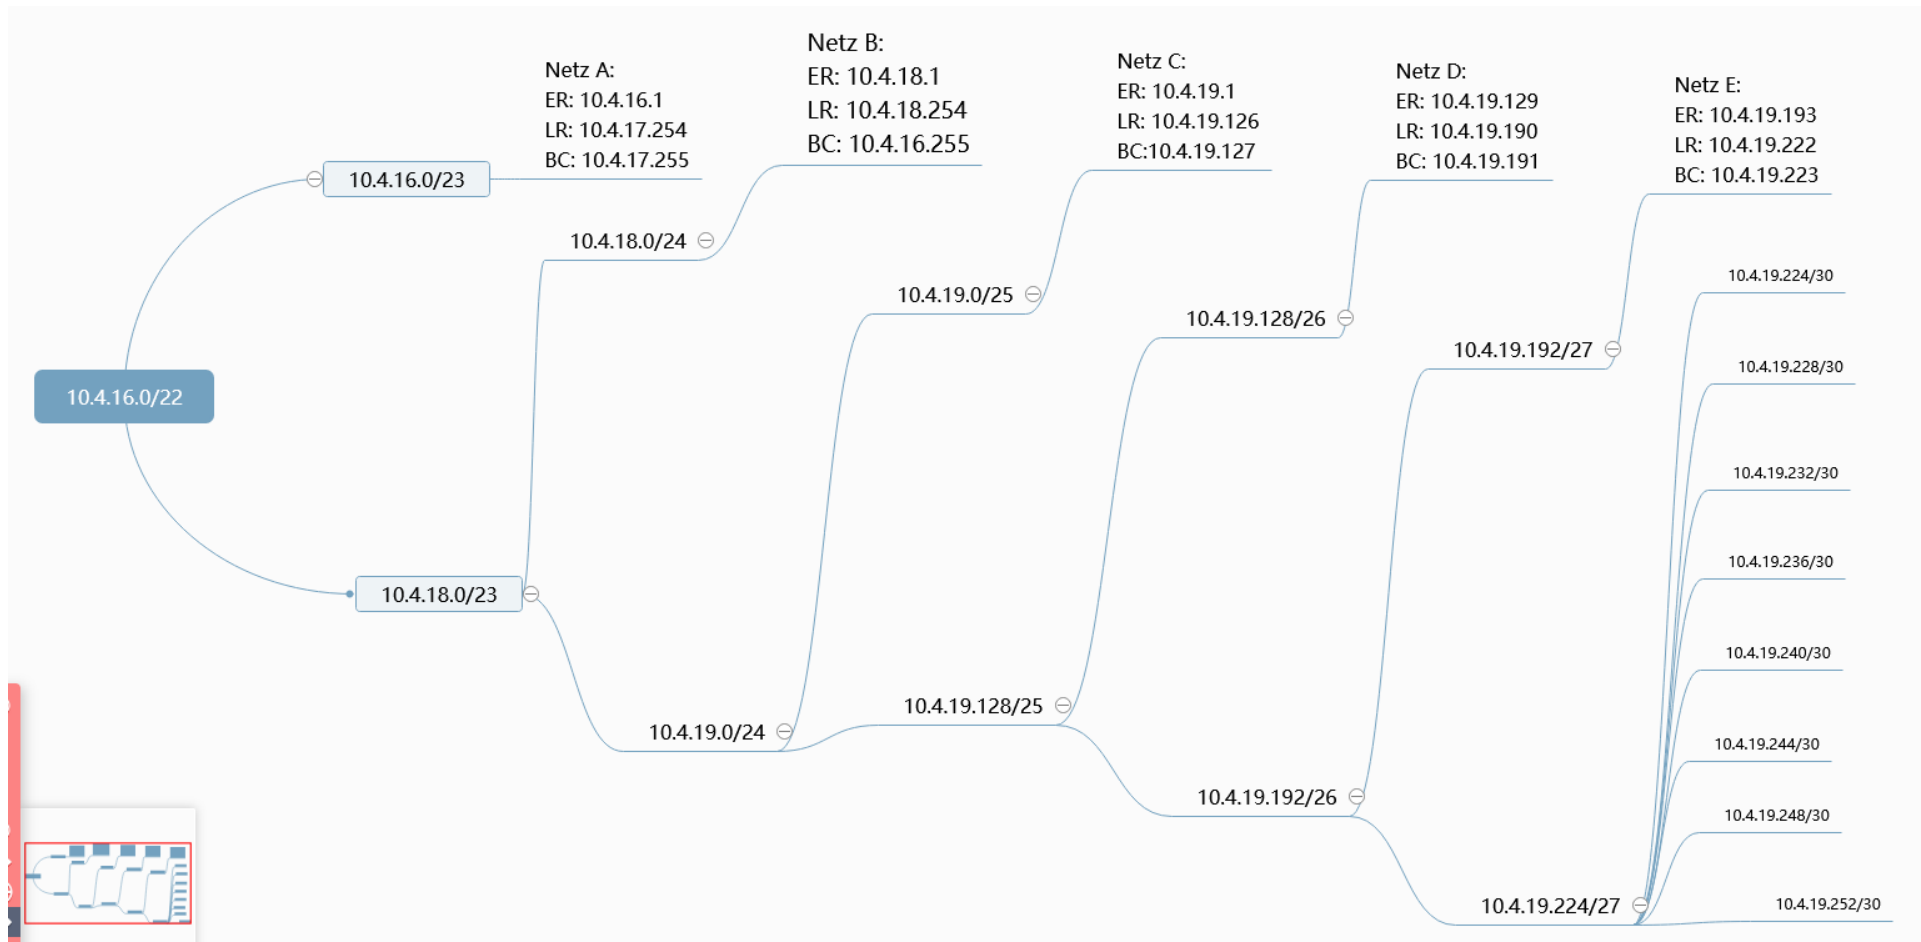 Netz A:
ER: 10.4.16.1
LR: 10.4.17.254
BC: 10.4.17.255
Netz B:
ER: 10.4.18.1
LR: 10.4.18.254
BC: 10.4.16.255
Netz C:
ER: 10.4.19.1
LR: 10.4.19.126
BC:10.4.19.127
Netz D:
ER: 10.4.19.129
LR: 10.4.19.190
BC: 10.4.19.191
Netz E:
ER: 10.4.19.193
LR: 10.4.19.222
BC: 10.4.19.223
10.4.16.0/23
10.4.18.0/24
10.4.19.0/25
10.4.19.128/26
10.4.19.192/27
10.4.16.0/22
10.4.18.0/23
10.4.19.0/24
10.4.19.128/25
10.4.19.192/26
10.4.19.224/27
10.4.19.224/30
10.4.19.228/30
10.4.19.232/30
10.4.19.236/30
10.4.19.240/30
10.4.19.244/30
10.4.19.248/30
10.4.19.252/30